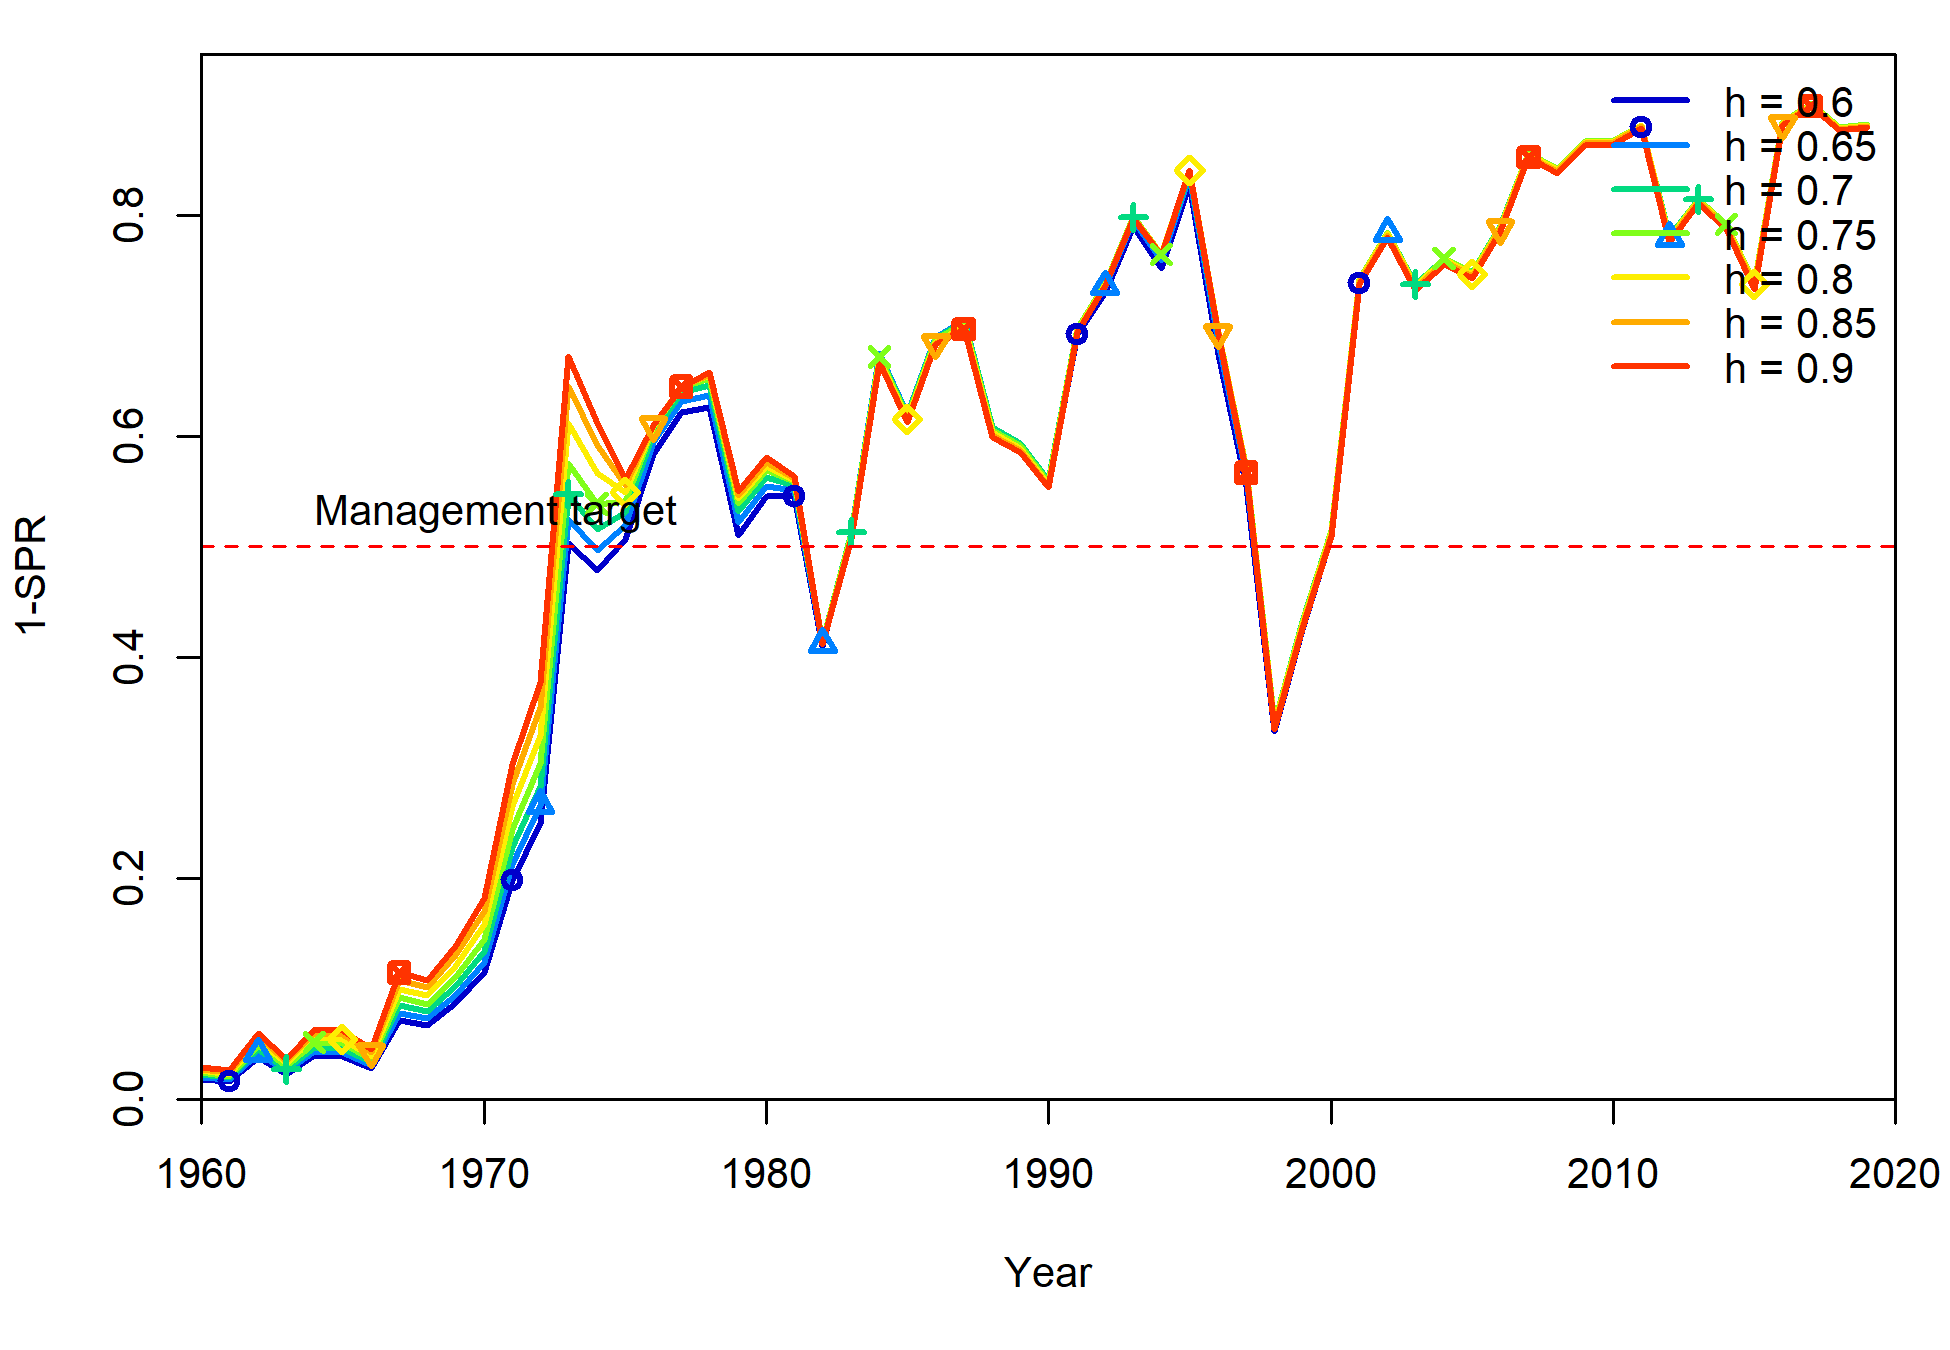 h = 0.6
h = 0.65
h = 0.7
h = 0.75
h = 0.8
h = 0.85
h = 0.9
Management target
1-SPR
0.0
0.2
0.4
0.6
0.8
1960
1970
1980
1990
2000
2010
2020
Year